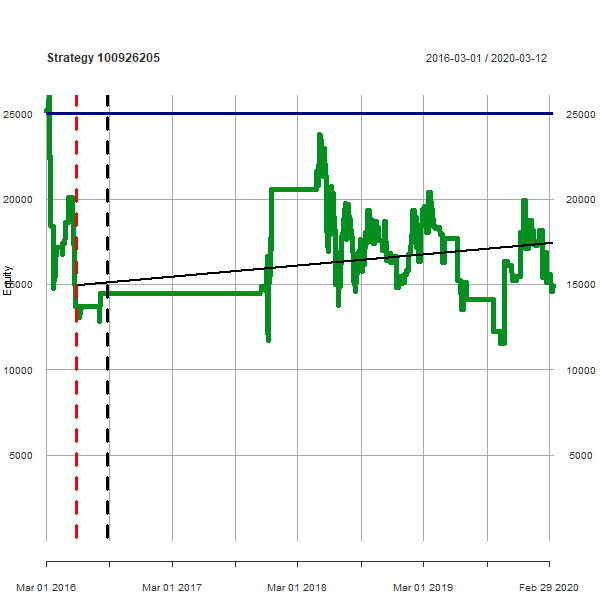 Strategy 100926205
2016-03-01 / 2020-03-12
25000
25000
20000
20000
15000
15000
Equity
10000
10000
5000
5000
Mar 01 2016
Mar 01 2017
Mar 01 2018
Mar 01 2019
Feb 29 2020